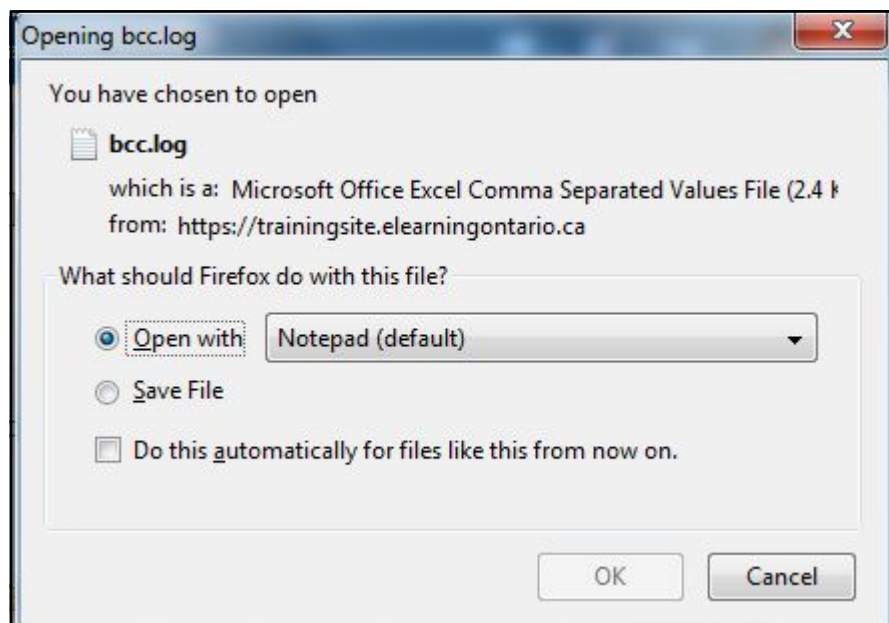 Opening bcc.log
You have chosen to open
bcc.log
which is a: Microsoft Office Excel Comma Separated Values File (2.4
from: https://trainingsite.elearningontario.ca
What should Firefox do with this file?
Open with Notepad (default)
Save File
Do this automatically for files like this from now on.
OK Cancel